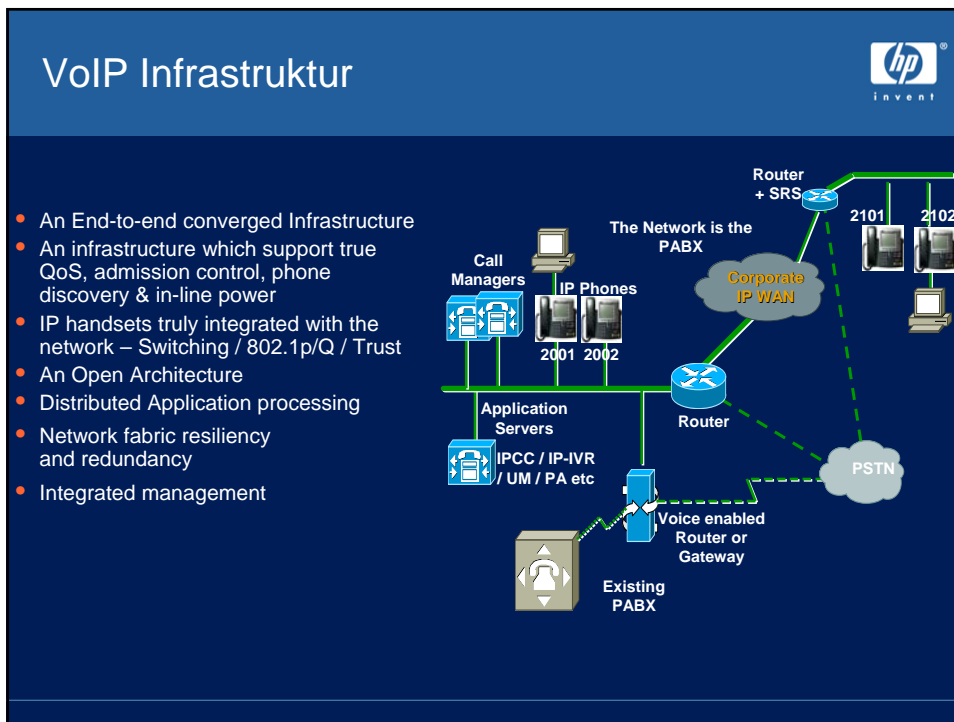 VoIP Infrastruktur
hp
®
invent
• An End-to-end converged Infrastructure
• An infrastructure which support true
QoS, admission control, phone
discovery & in-line power
• IP handsets truly integrated with the
network – Switching / 802.1p/Q / Trust
• An Open Architecture
• Distributed Application processing
• Network fabric resiliency
and redundancy
• Integrated management
Router
+ SRS
2101
2102
The Network is the
PABX
Call
Managers
Corporate
IP WAN
IP Phones
2001
2002
Router
Application
Servers
IPCC / IP-IVR
/ UM / PA etc
PSTN
Voice enabled
Router or
Gateway
Existing
PABX